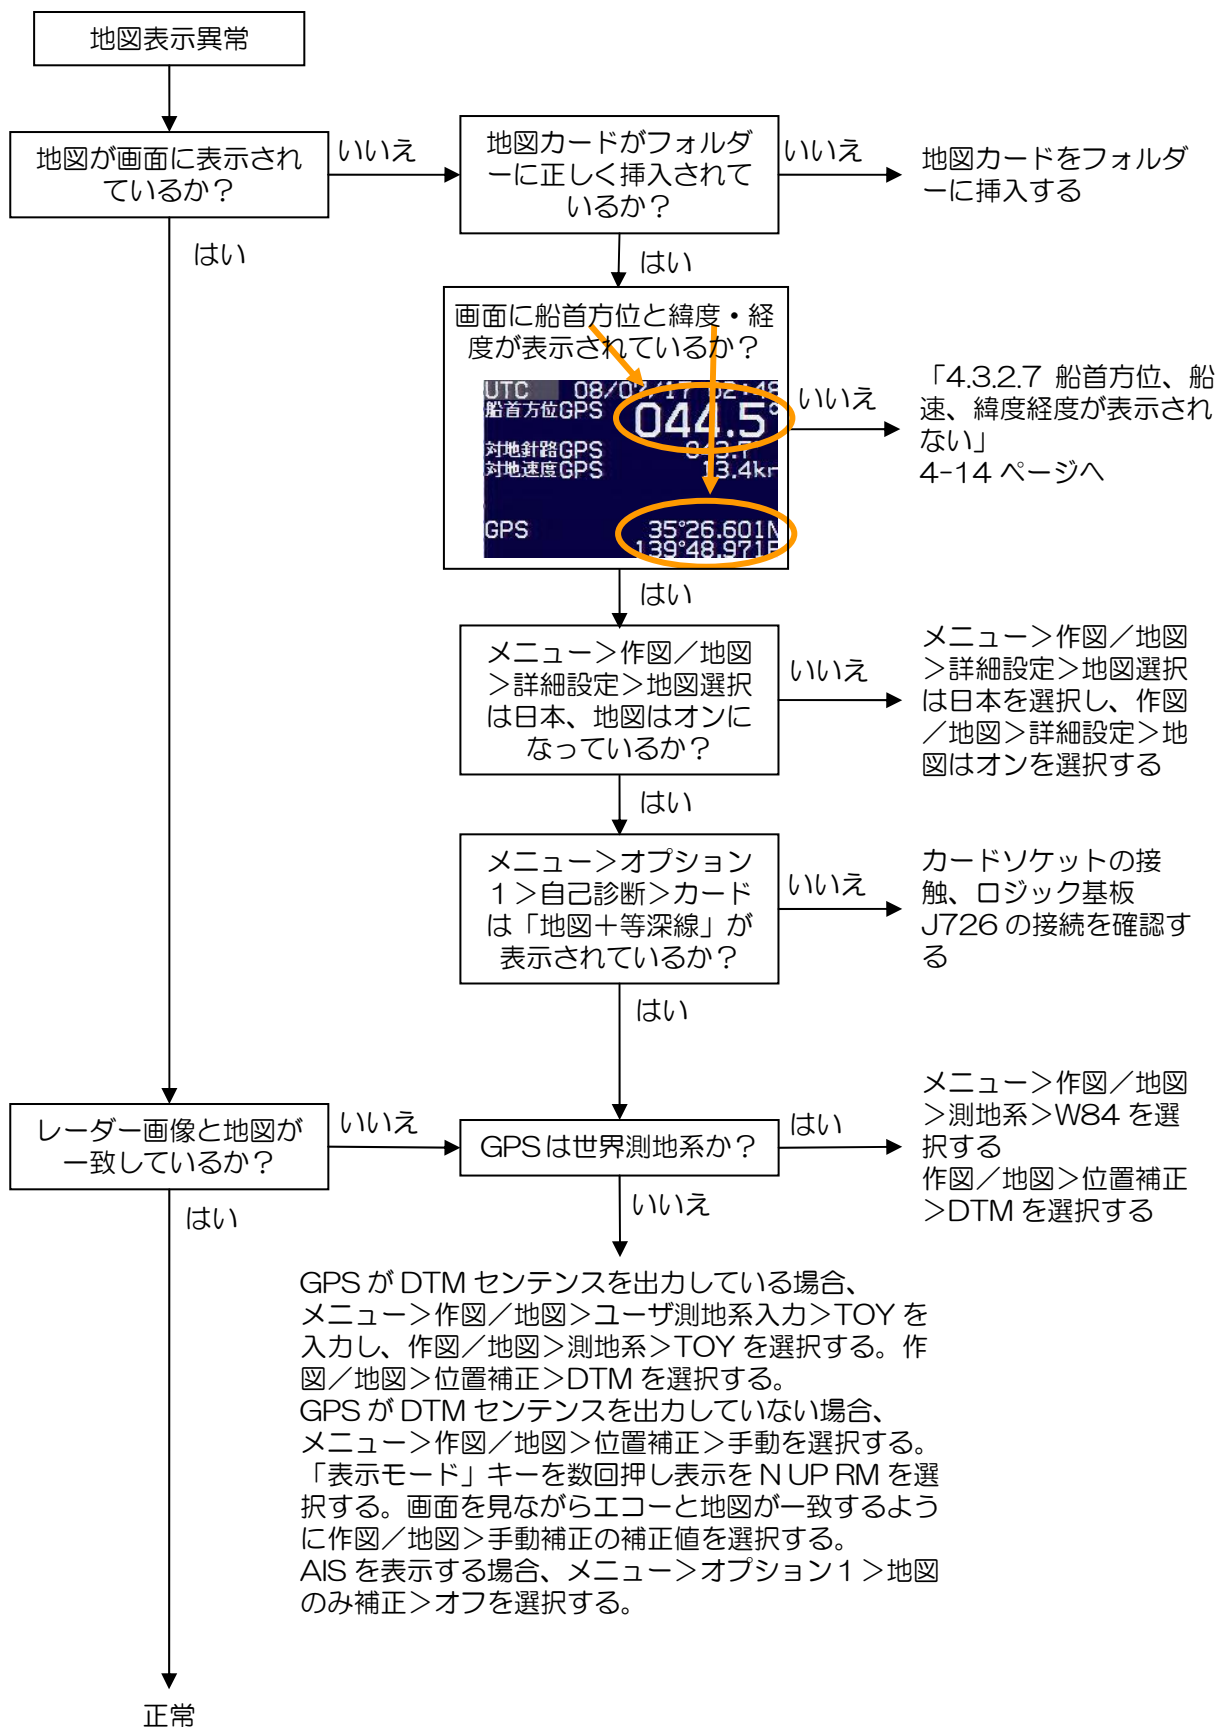 地図表示異常
地図が画面に表示され
ているか？
いいえ
地図カードがフォルダ
ーに正しく挿入されて
いるか？
いいえ
地図カードをフォルダ
ーに挿入する
はい
はい
画面に船首方位と緯度・経
度が表示されているか？
UTC 08/07/17 02:48
船首方位GPS 044.5°
対地針路GPS 043.7
対地速度GPS 13.4kn
GPS 35°26.601N
139°48.971E
いいえ
「4.3.2.7 船首方位、船
速、緯度経度が表示され
ない」
4-14 ページへ
はい
メニュー＞作図／地図
＞詳細設定＞地図選択
は日本、地図はオンに
なっているか？
いいえ
メニュー＞作図／地図
＞詳細設定＞地図選択
は日本を選択し、作図
／地図＞詳細設定＞地
図はオンを選択する
はい
メニュー＞オプション
１＞自己診断＞カード
は「地図＋等深線」が
表示されているか？
いいえ
カードソケットの接
触、ロジック基板
J726 の接続を確認す
る
はい
レーダー画像と地図が
一致しているか？
いいえ
GPS は世界測地系か？
はい
メニュー＞作図／地図
＞測地系＞W84 を選
択する
作図／地図＞位置補正
＞DTM を選択する
はい
いいえ
GPS が DTM センテンスを出力している場合、
メニュー＞作図／地図＞ユーザ測地系入力＞TOY を
入力し、作図／地図＞測地系＞TOY を選択する。作
図／地図＞位置補正＞DTM を選択する。
GPS が DTM センテンスを出力していない場合、
メニュー＞作図／地図＞位置補正＞手動を選択する。
「表示モード」キーを数回押し表示を N UP RM を選
択する。画面を見ながらエコーと地図が一致するよう
に作図／地図＞手動補正の補正値を選択する。
AIS を表示する場合、メニュー＞オプション１＞地図
のみ補正＞オフを選択する。
正常